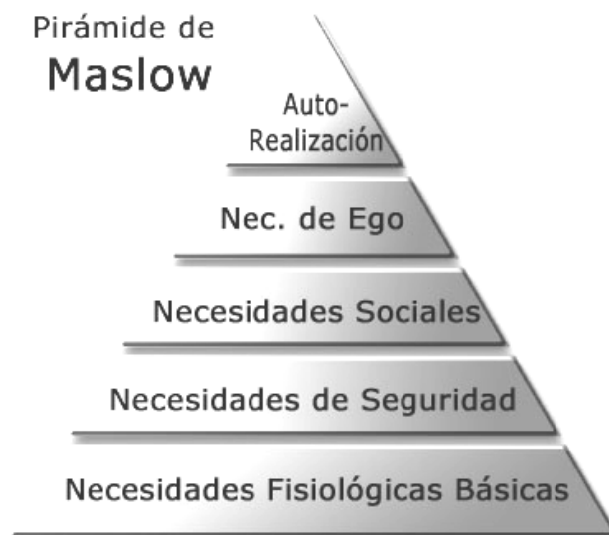 Pirámide de
Maslow
Auto-
Realización
Nec. de Ego
Necesidades Sociales
Necesidades de Seguridad
Necesidades Fisiológicas Básicas